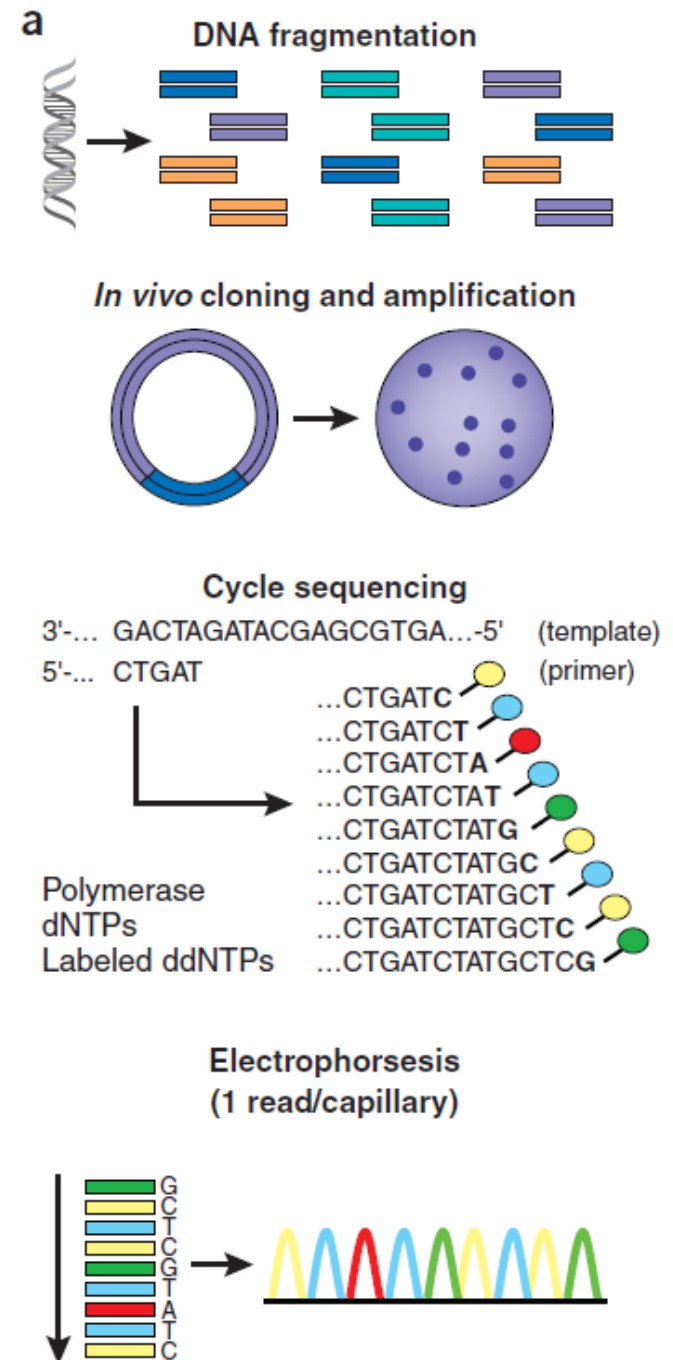 a
DNA fragmentation
In vivo cloning and amplification
Cycle sequencing
3'-... GACTAGATACGAGCGTGA...-5' (template)
5'-... CTGAT (primer)
...CTGATC
...CTGATCT
...CTGATCTA
...CTGATCTAT
...CTGATCTATG
...CTGATCTATGC
...CTGATCTATGCT
...CTGATCTATGCTC
...CTGATCTATGCTCG
Polymerase
dNTPs
Labeled ddNTPs
Electrophorsesis
(1 read/capillary)
G
C
T
C
G
T
A
T
C